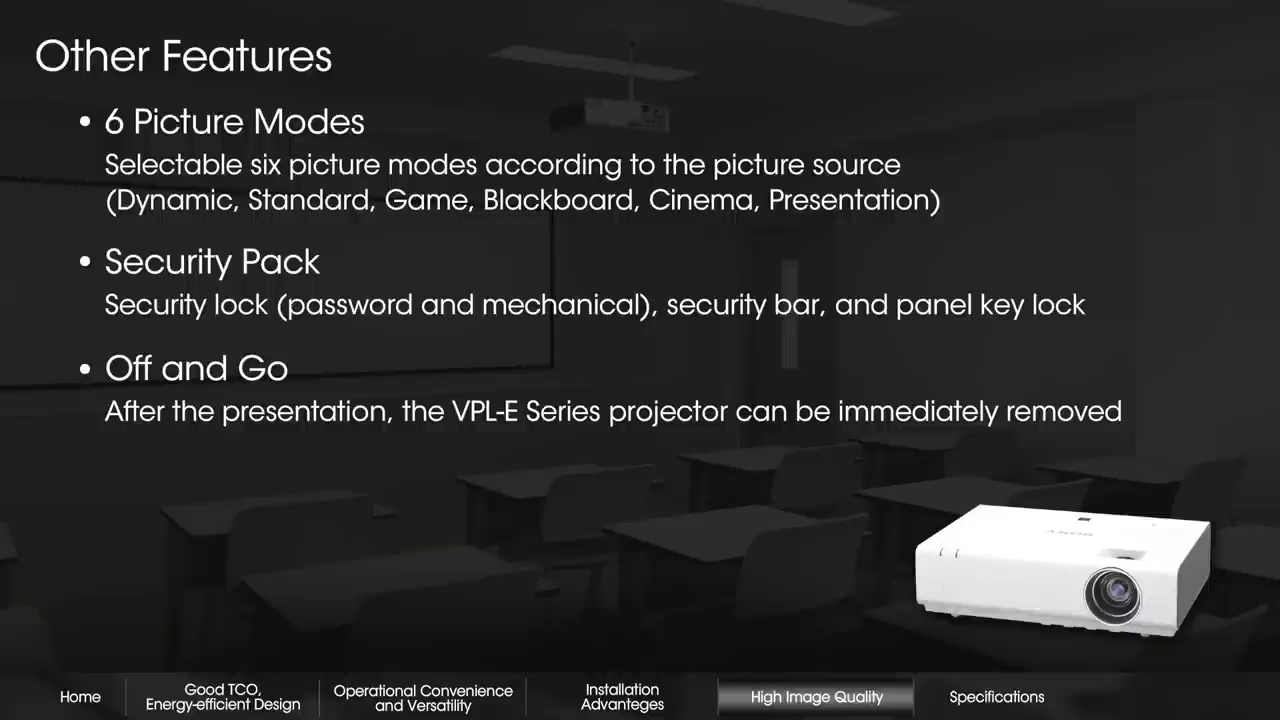 Other Features
• 6 Picture Modes
Selectable six picture modes according to the picture source
(Dynamic, Standard, Game, Blackboard, Cinema, Presentation)
• Security Pack
Security lock (password and mechanical), security bar, and panel key lock
• Off and Go
After the presentation, the VPL-E Series projector can be immediately removed
SONY
Home
Good TCO,
Energy-efficient Design
Operational Convenience
and Versatility
Installation
Advanteges
High Image Quality
Specifications